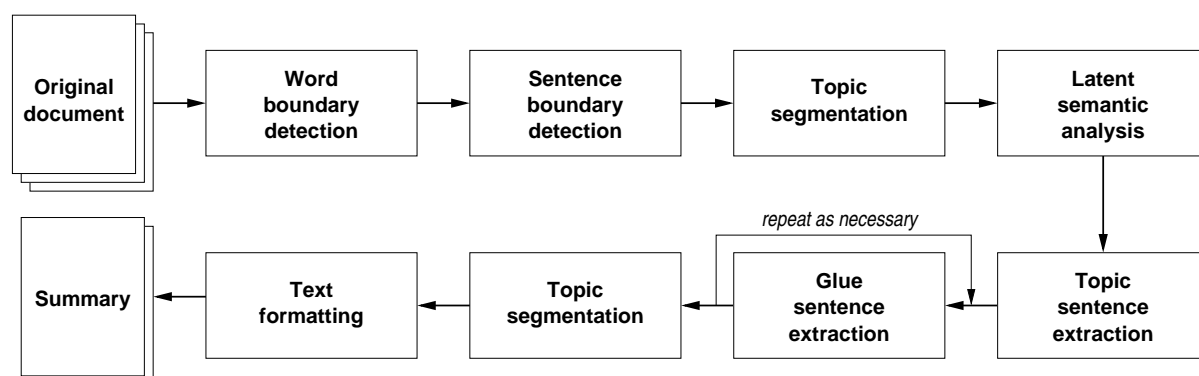 Original
document
Word
boundary
detection
Sentence
boundary
detection
Topic
segmentation
Latent
semantic
analysis
repeat as necessary
Summary
Text
formatting
Topic
segmentation
Glue
sentence
extraction
Topic
sentence
extraction